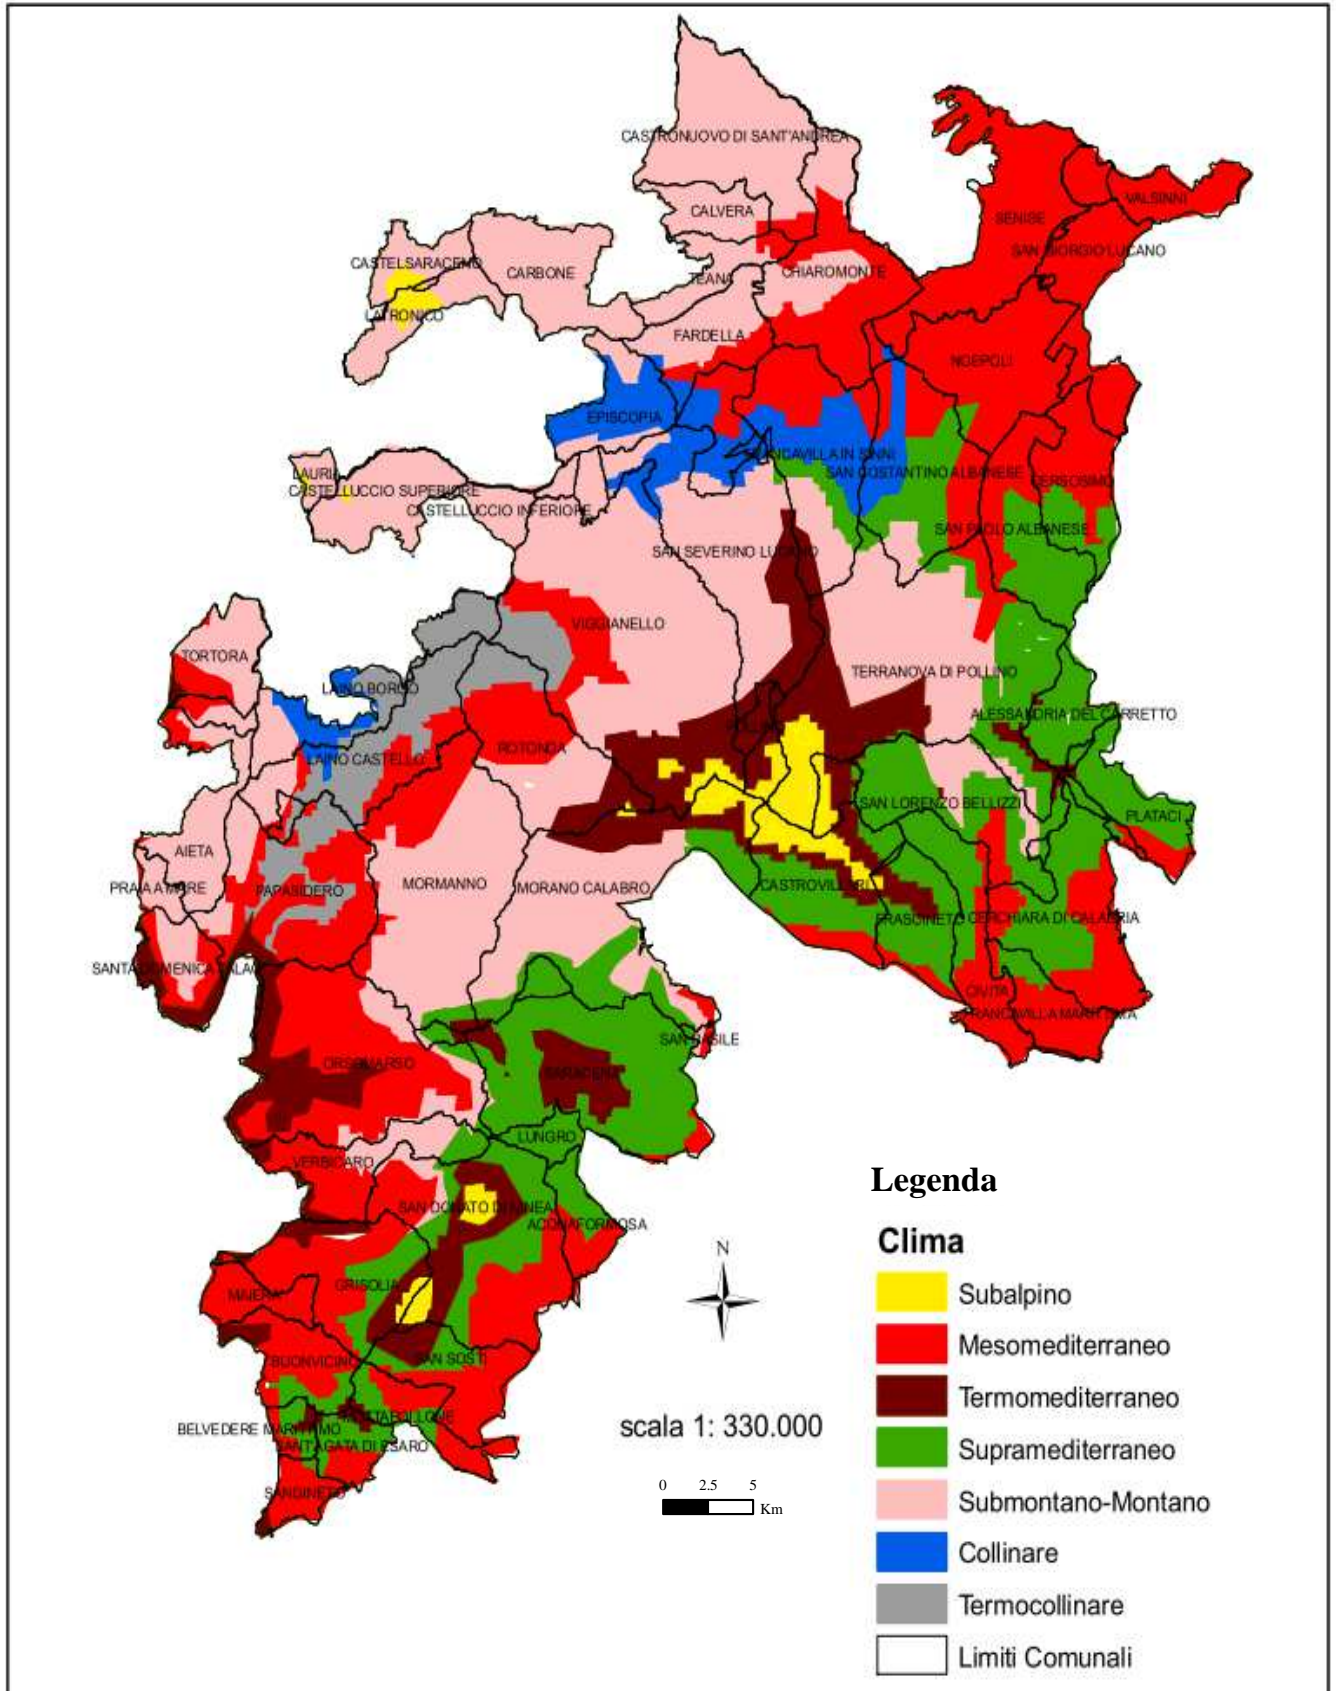 CASTRONUOVO DI SANT'ANDREA
VALSINNI
CALVERA
SENISE
SAN GIORGIO LUCANO
CASTELSARACENO
CARBONE
TEANA
CHIAROMONTE
LATRONICO
FARDELLA
NOEPOLI
EPISCOPIA
FRANCAVILLA IN SINNI
LAURIA
SAN COSTANTINO ALBANESE
CERSOSIMO
CASTELLUCCIO SUPERIORE
CASTELLUCCIO INFERIORE
SAN PAOLO ALBANESE
SAN SEVERINO LUCANO
VIGGIANELLO
TORTORA
TERRANOVA DI POLLINO
LAINO BORGO
ALESSANDRIA DEL CARRETTO
ROTONDA
LAINO CASTELLO
SAN LORENZO BELLIZZI
PLATACI
AIETA
PRAIA A MARE
PAPASIDERO
MORMANNO
MORANO CALABRO
CASTROVILLARI
FRASCINETO
CERCHIARA DI CALABRIA
SANTA DOMENICA TALAO
CIVITA
FRANCAVILLA MARITTIMA
SAN BASILE
ORSOMARSO
SARACENA
LUNGRO
VERBICARO
SAN DONATO DI NINEA
ACQUAFORMOSA
GRISOLIA
MAIERA'
BUONVICINO
SAN SOSTI
BELVEDERE MARITTIMO
SANT'AGATA DI ESARO
SANGINETO
Legenda
Clima
Subalpino
Mesomediterraneo
Termomediterraneo
Supramediterraneo
Submontano-Montano
Collinare
Termocollinare
Limiti Comunali
N
scala 1: 330.000
0 2.5 5
Km